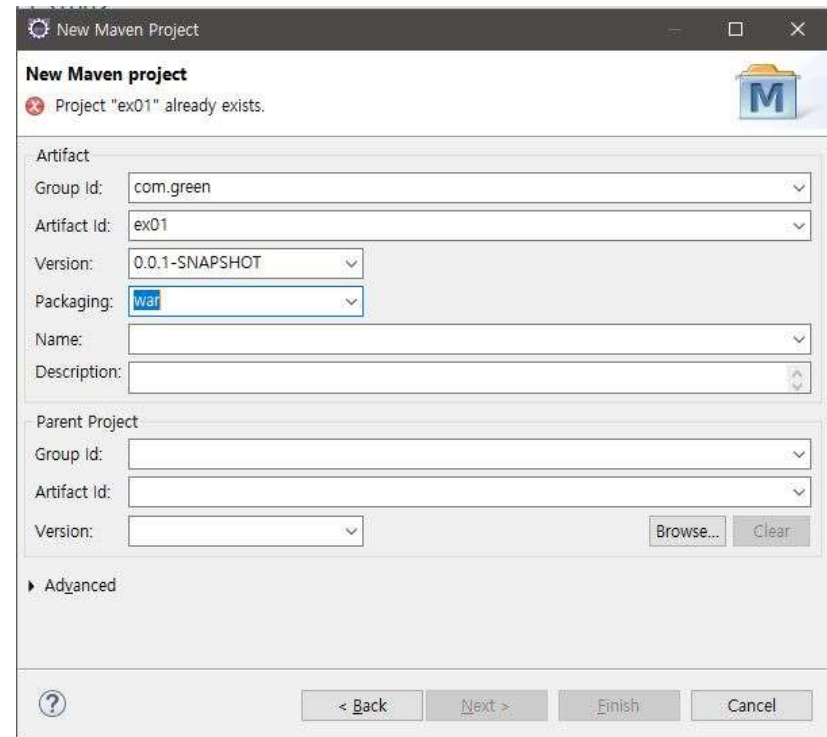 New Maven Project
New Maven project
Project "ex01" already exists.
M
Artifact
Group Id: com.green
Artifact Id: ex01
Version: 0.0.1-SNAPSHOT
Packaging: war
Name:
Description:
Parent Project
Group Id:
Artifact Id:
Version: Browse... Clear
Advanced
? < Back Next > Finish Cancel